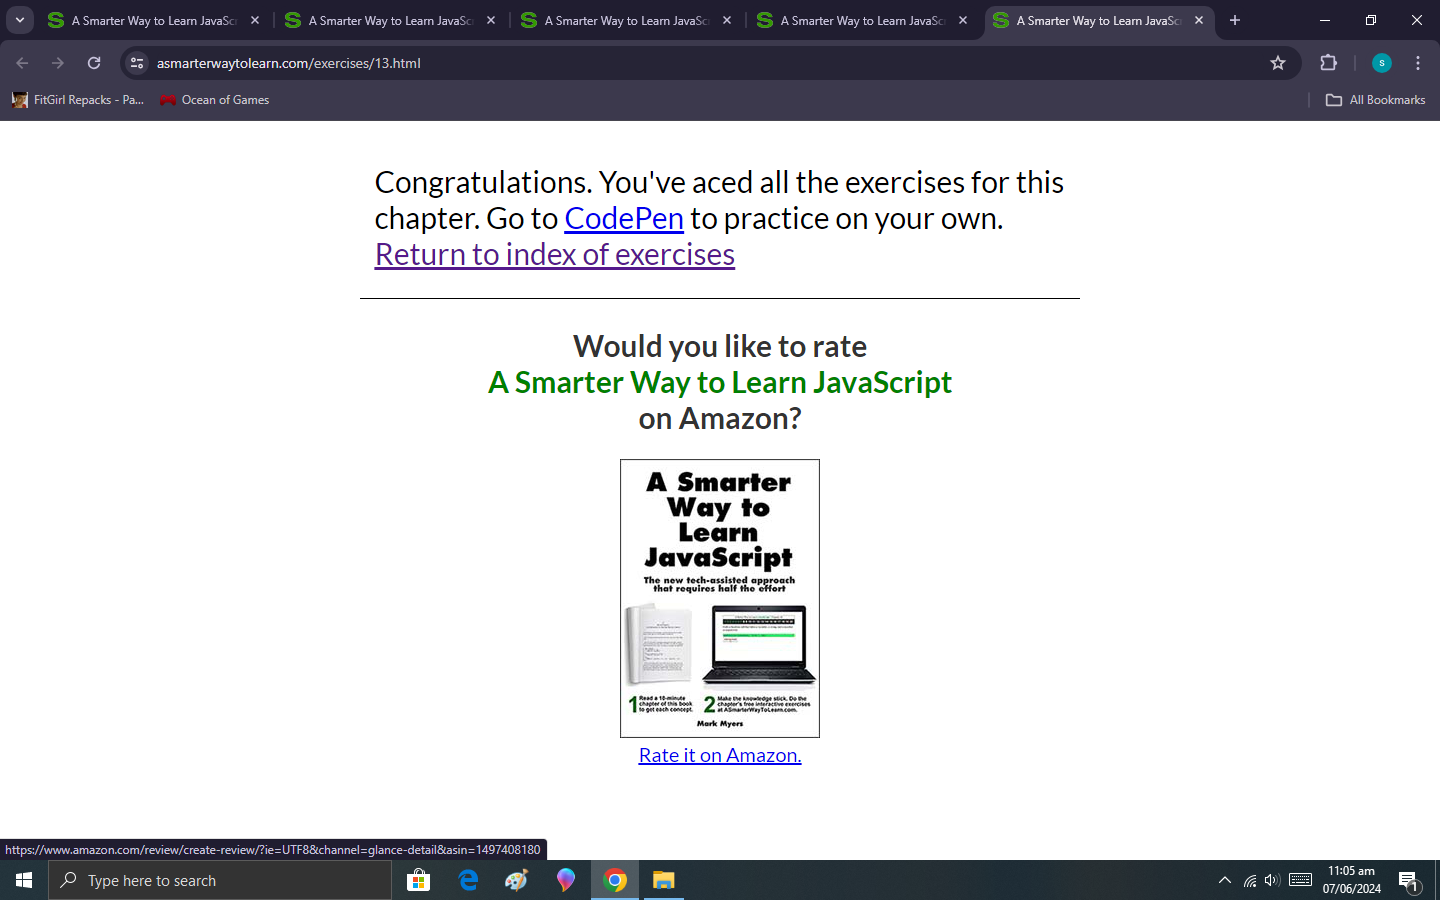 A Smarter Way to Learn JavaSc
A Smarter Way to Learn JavaSc
A Smarter Way to Learn JavaSc
A Smarter Way to Learn JavaSc
A Smarter Way to Learn JavaSc
asmarterwaytolearn.com/exercises/13.html
s
FitGirl Repacks - Pa...
Ocean of Games
All Bookmarks
Congratulations. You've aced all the exercises for this
chapter. Go to CodePen to practice on your own.
Return to index of exercises
Would you like to rate
A Smarter Way to Learn JavaScript
on Amazon?
A Smarter
Way to
Learn
JavaScript
The new tech-assisted approach
that requires half the effort
1 Read a 10-minute
chapter of this book
to get each concept.
2 Make the knowledge stick. Do the
chapter's free interactive exercises
at ASmarterWayToLearn.com.
Mark Myers
Rate it on Amazon.
https://www.amazon.com/review/create-review/?ie=UTF8&channel=glance-detail&asin=1497408180
Type here to search
11:05 am
07/06/2024
1